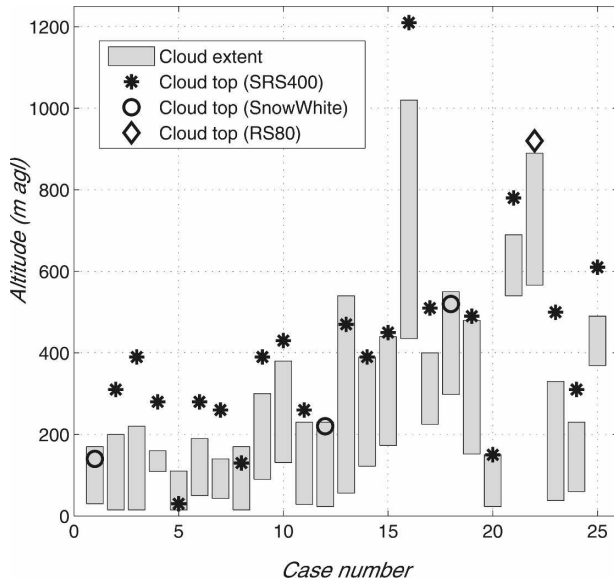 1200
1000
800
600
400
200
0
Altitude (m agl)
Cloud extent
Cloud top (SRS400)
Cloud top (SnowWhite)
Cloud top (RS80)
0 5 10 15 20 25
Case number